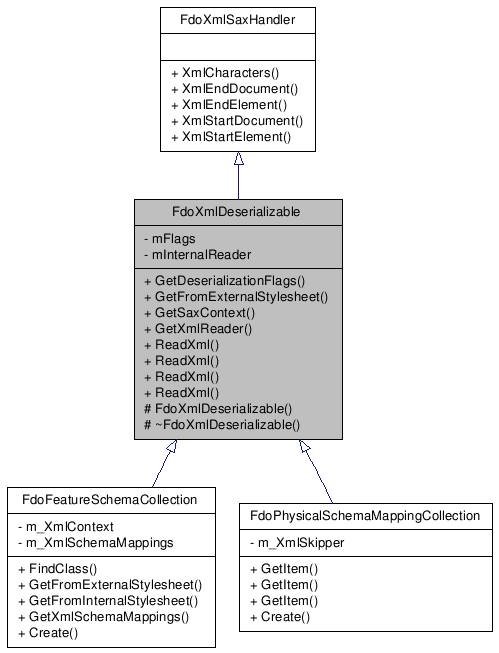 FdoXmlSaxHandler
+ XmlCharacters()
+ XmlEndDocument()
+ XmlEndElement()
+ XmlStartDocument()
+ XmlStartElement()
FdoXmlDeserializable
- mFlags
- mInternalReader
+ GetDeserializationFlags()
+ GetFromExternalStylesheet()
+ GetSaxContext()
+ GetXmlReader()
+ ReadXml()
+ ReadXml()
+ ReadXml()
+ ReadXml()
# FdoXmlDeserializable()
# ~FdoXmlDeserializable()
FdoFeatureSchemaCollection
- m_XmlContext
- m_XmlSchemaMappings
+ FindClass()
+ GetFromExternalStylesheet()
+ GetFromInternalStylesheet()
+ GetXmlSchemaMappings()
+ Create()
FdoPhysicalSchemaMappingCollection
- m_XmlSkipper
+ GetItem()
+ GetItem()
+ GetItem()
+ Create()